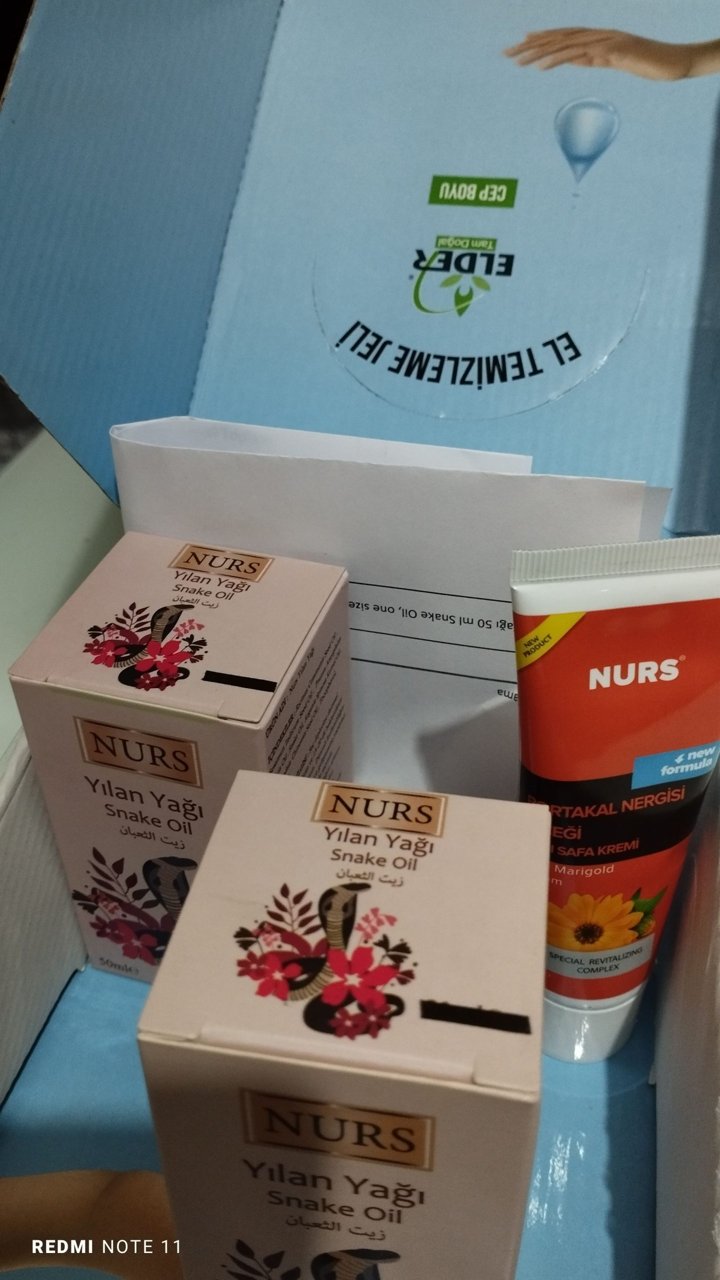 CEP BOYU
ELDER
Tam Doğal
EL TEMİZLEME JELİ
50 ml Snake Oil, one size
NURS
Yılan Yağı
Snake Oil
زيت الثعبان
NURS
Yılan Yağı
Snake Oil
زيت الثعبان
50ml
NURS
Yılan Yağı
Snake Oil
زيت الثعبان
NURS
Yılan Yağı
Snake Oil
زيت الثعبان
NEW
PRODUCT
NURS
new
formula
NERGİSİ
SAFA KREMİ
Marigold
SPECIAL REVITALIZING
COMPLEX
REDMI NOTE 11